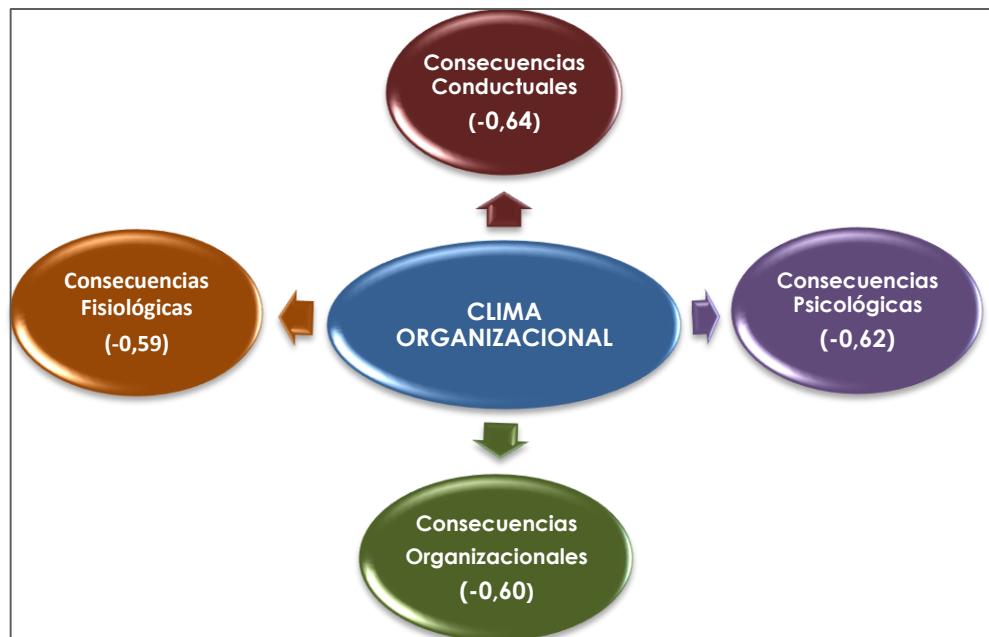 Consecuencias
Conductuales
(-0,64)
Consecuencias
Fisiológicas
(-0,59)
CLIMA
ORGANIZACIONAL
Consecuencias
Psicológicas
(-0,62)
Consecuencias
Organizacionales
(-0,60)